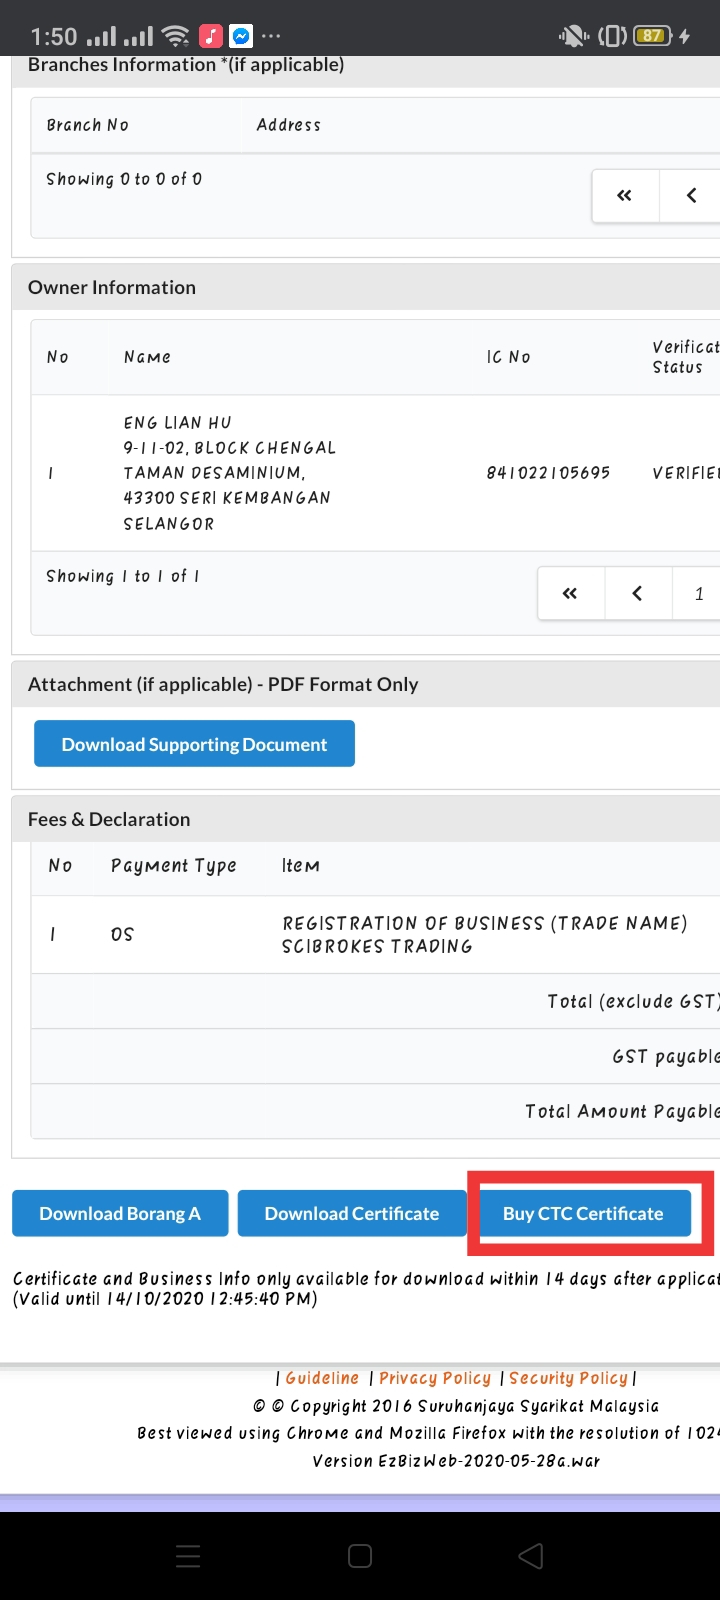 1:50 87
Branches Information *(if applicable)
Branch No Address
Showing 0 to 0 of 0
« ‹
Owner Information
No Name IC No Verificat
Status
ENG LIAN HU
9-11-02, BLOCK CHENGAL
1 TAMAN DESAMINIUM, 841022105695 VERIFIE
43300 SERI KEMBANGAN
SELANGOR
Showing 1 to 1 of 1
« ‹ 1
Attachment (if applicable) - PDF Format Only
Download Supporting Document
Fees & Declaration
No Payment Type Item
1 OS REGISTRATION OF BUSINESS (TRADE NAME)
SCIBROKES TRADING
Total (exclude GST)
GST payable
Total Amount Payable
Download Borang A Download Certificate Buy CTC Certificate
Certificate and Business Info only available for download within 14 days after applicat
(Valid until 14/10/2020 12:45:40 PM)
| Guideline | Privacy Policy | Security Policy |
© © Copyright 2016 Suruhanjaya Syarikat Malaysia
Best viewed using Chrome and Mozilla Firefox with the resolution of 102
Version EzBizWeb-2020-05-28a.war